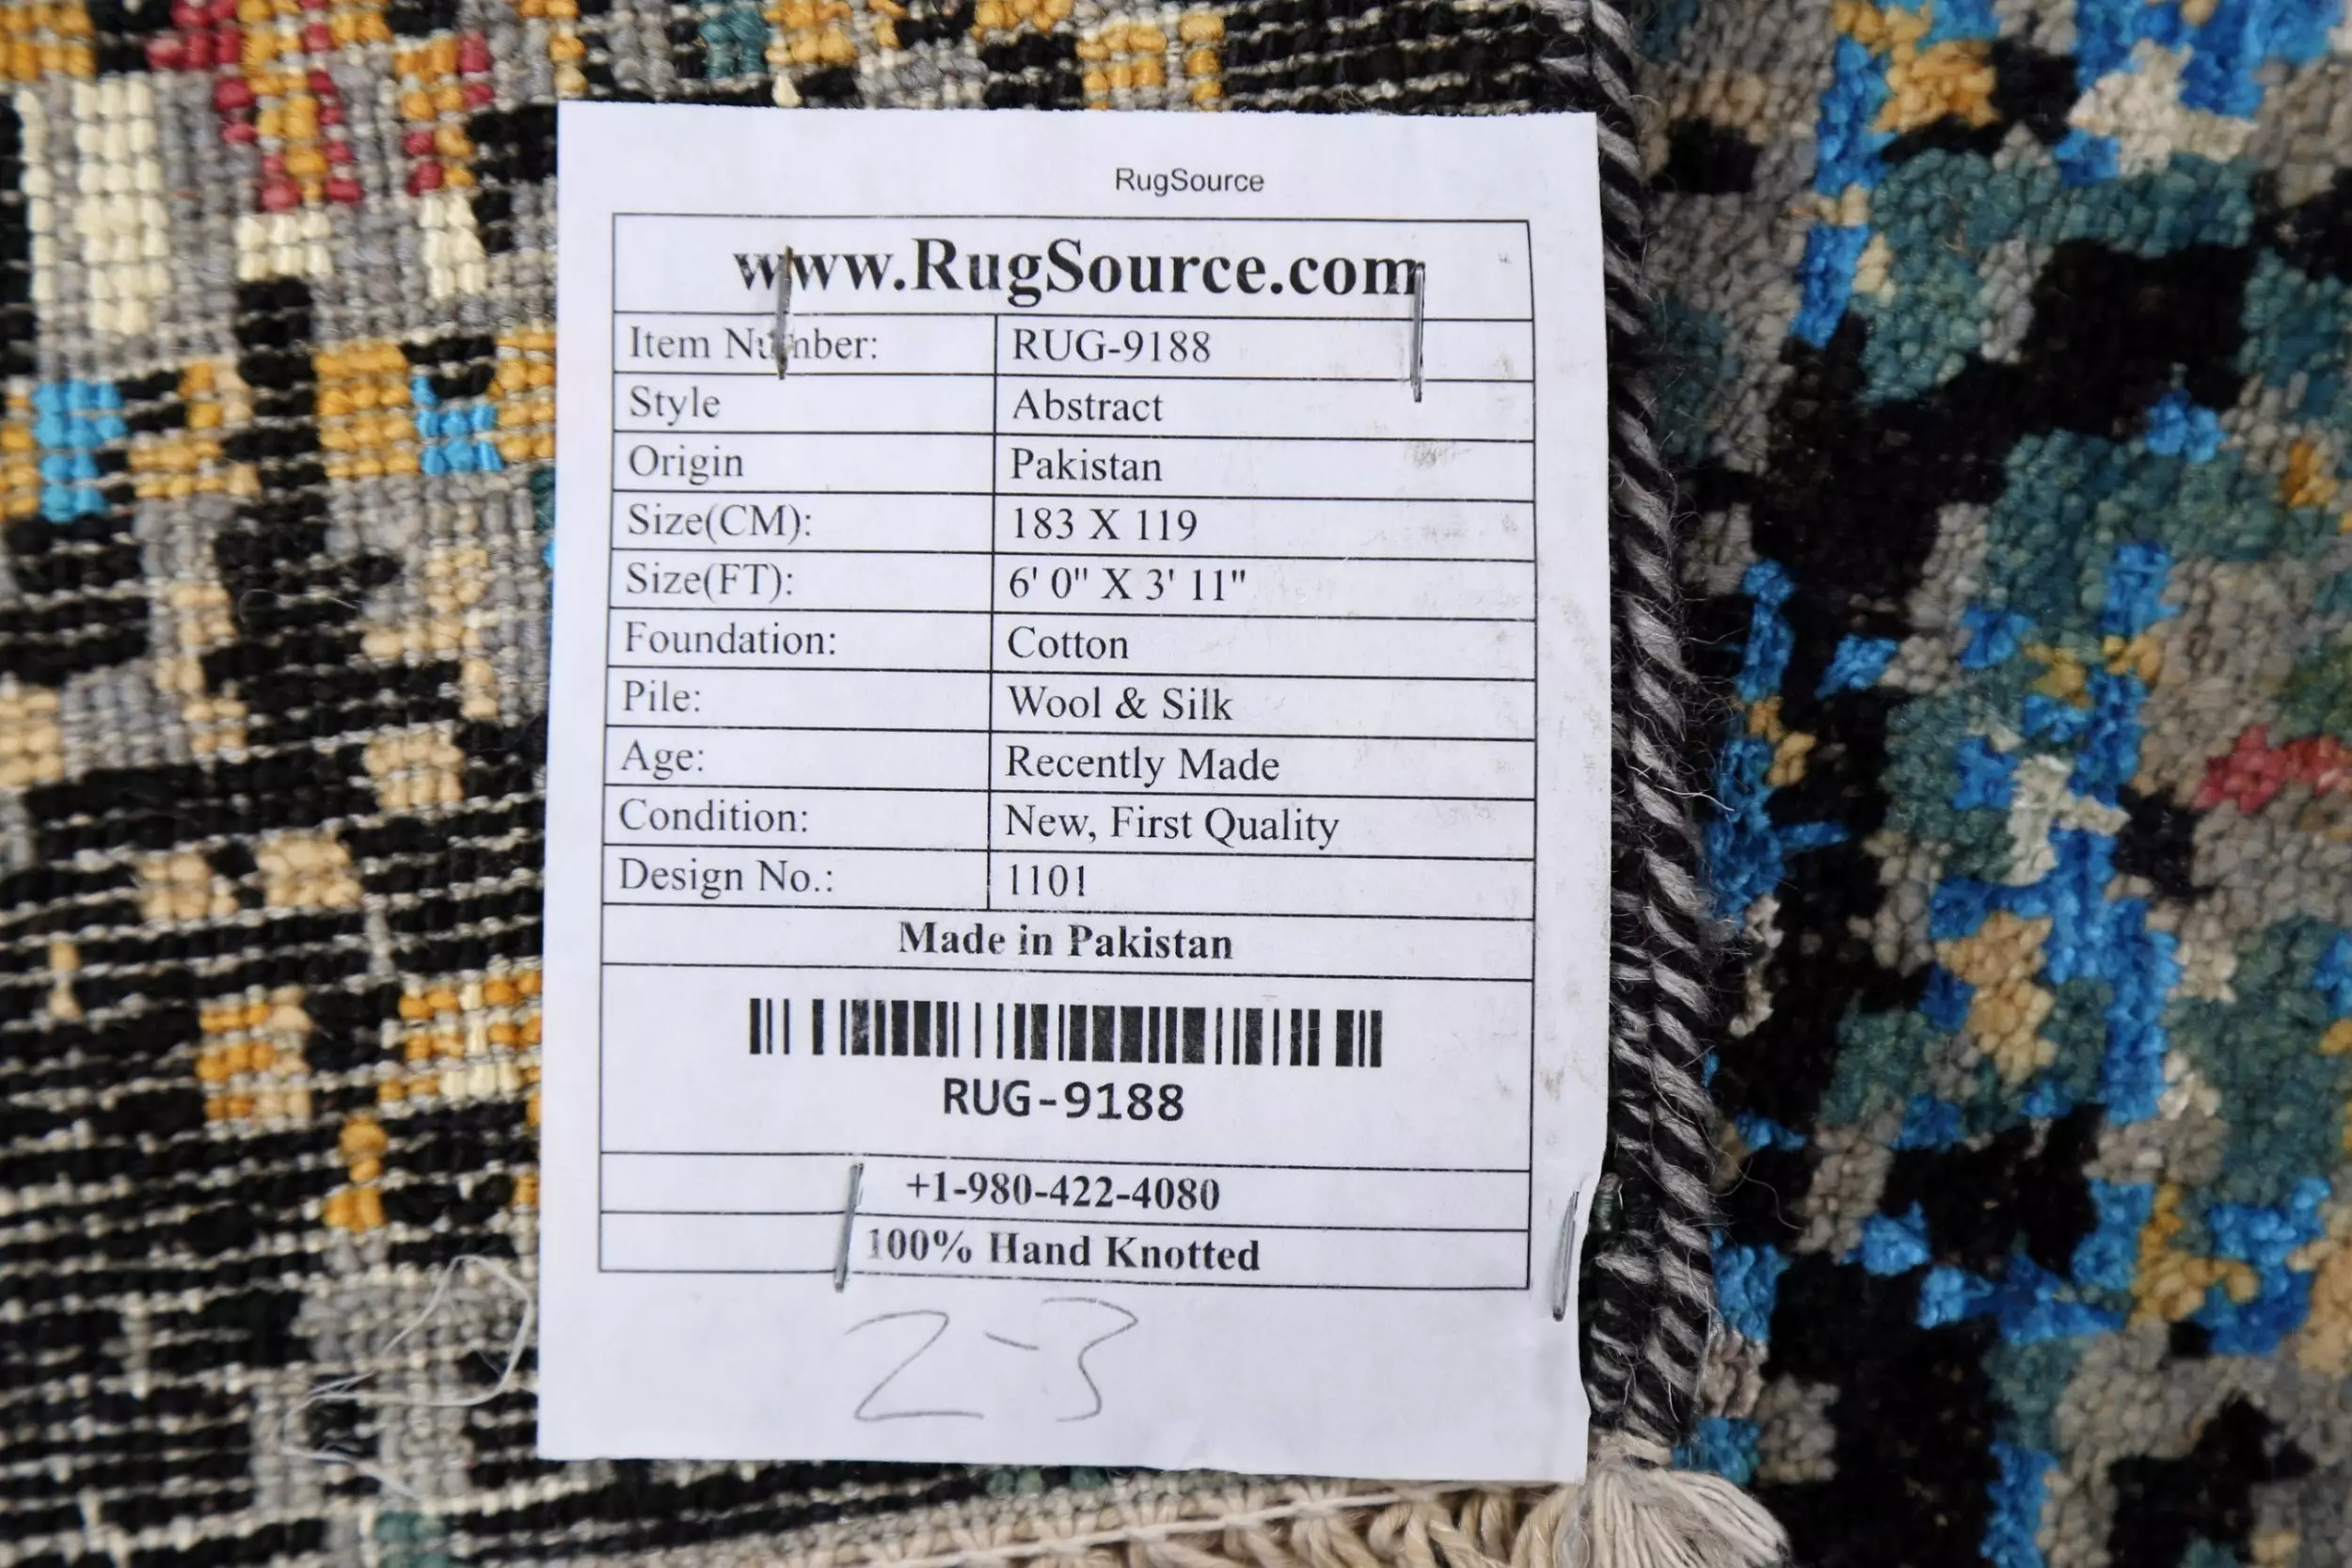 RugSource
www.RugSource.com
Item Number: RUG-9188
Style Abstract
Origin Pakistan
Size(CM): 183 X 119
Size(FT): 6' 0" X 3' 11"
Foundation: Cotton
Pile: Wool & Silk
Age: Recently Made
Condition: New, First Quality
Design No.: 1101
Made in Pakistan
RUG-9188
+1-980-422-4080
100% Hand Knotted
2-3